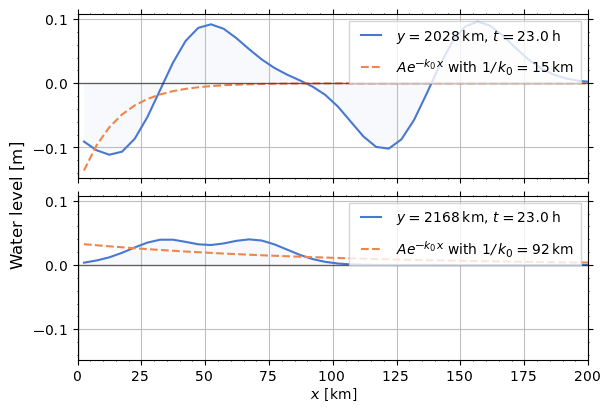 0.1
0.0
−0.1
y = 2028 km, t = 23.0 h
Ae^{−k₀x} with 1/k₀ = 15 km
Water level [m]
0.1
0.0
−0.1
y = 2168 km, t = 23.0 h
Ae^{−k₀x} with 1/k₀ = 92 km
0 25 50 75 100 125 150 175 200
x [km]